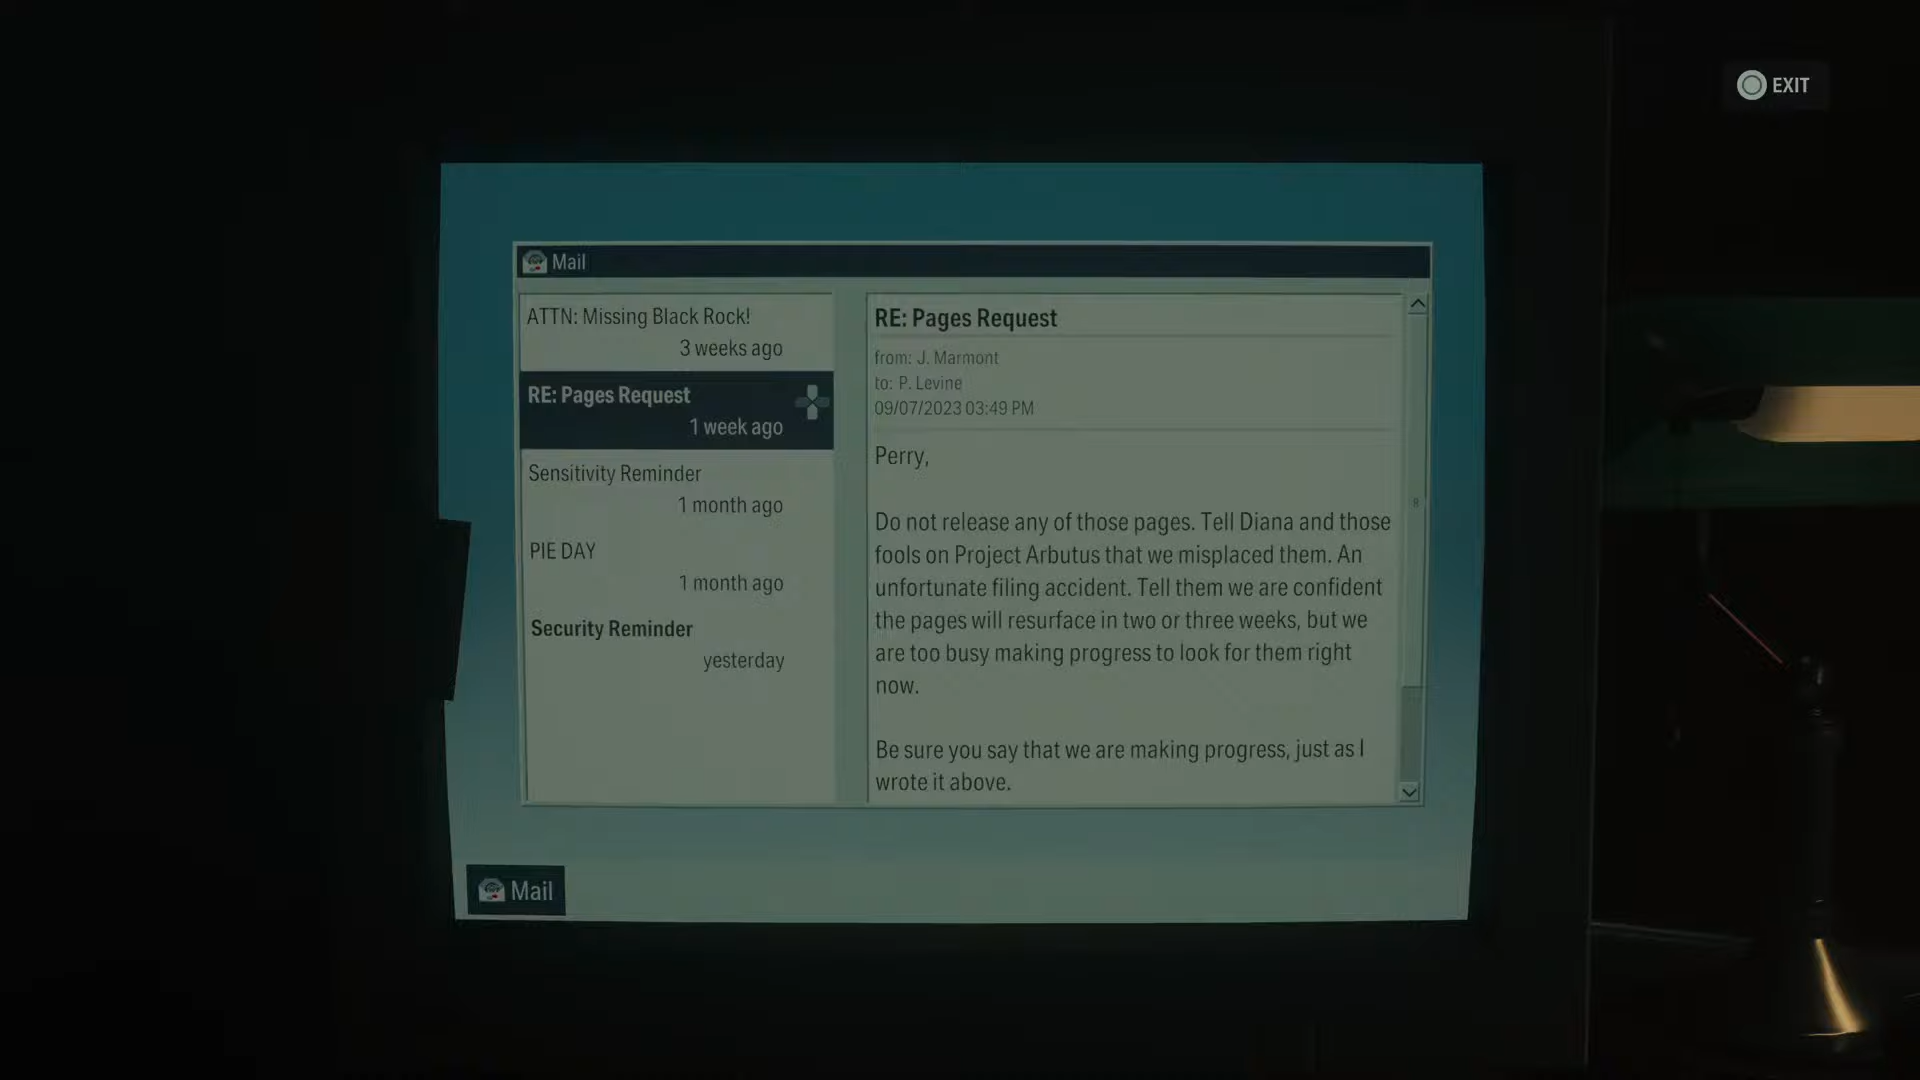 EXIT
Mail
ATTN: Missing Black Rock!
3 weeks ago
RE: Pages Request
1 week ago
Sensitivity Reminder
1 month ago
PIE DAY
1 month ago
Security Reminder
yesterday
RE: Pages Request
from: J. Marmont
to: P. Levine
09/07/2023 03:49 PM
Perry,
Do not release any of those pages. Tell Diana and those
fools on Project Arbutus that we misplaced them. An
unfortunate filing accident. Tell them we are confident
the pages will resurface in two or three weeks, but we
are too busy making progress to look for them right
now.
Be sure you say that we are making progress, just as I
wrote it above.
Mail